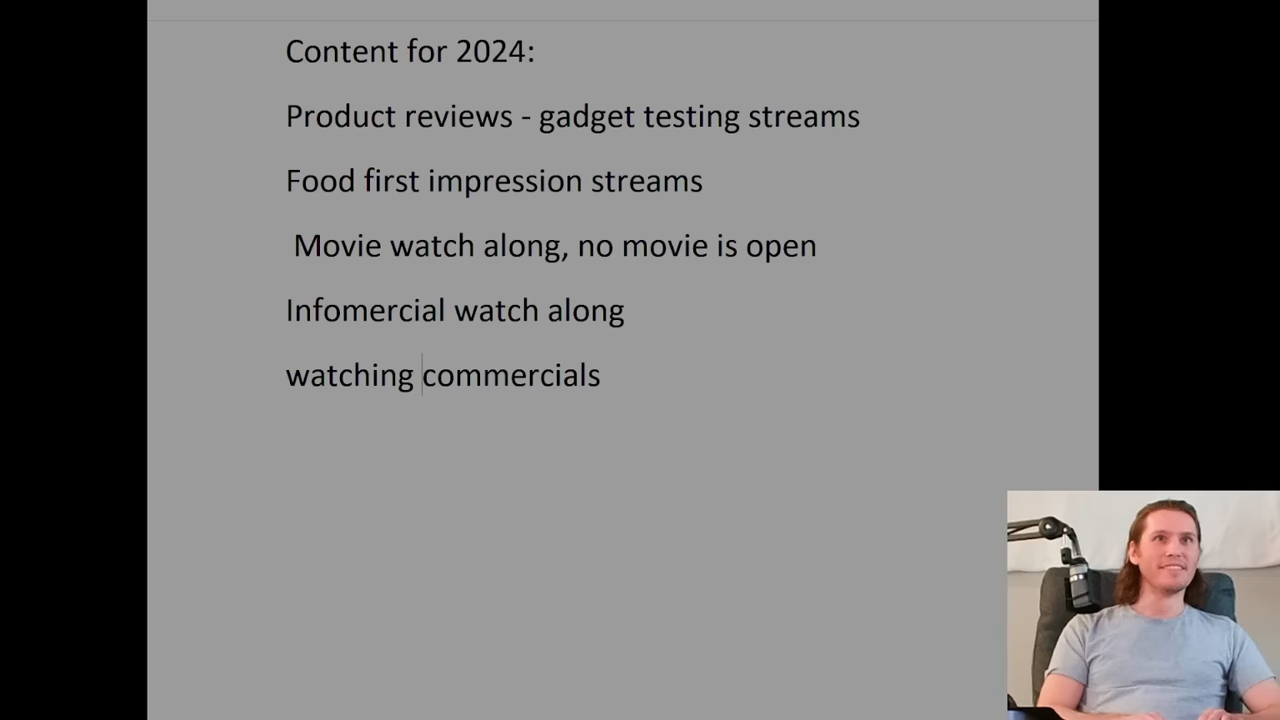 Content for 2024:
Product reviews - gadget testing streams
Food first impression streams
Movie watch along, no movie is open
Infomercial watch along
watching commercials